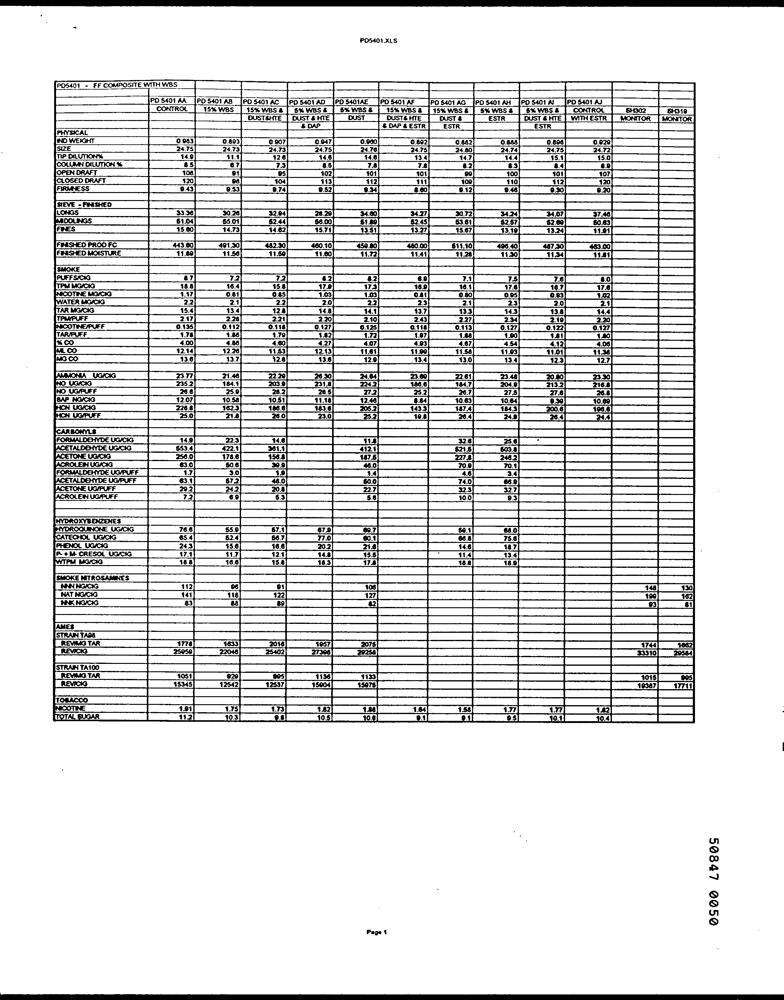 PD5401.XLS
PD5401 - FF COMPOSITE WITH WBS
PD 5401 AA PD 5401 AB PD 5401 AC PD 5401 AD PD 5401AE PD 5401 AF PD 5401 AG PD 5401 AH PD 5401 AI PD 5401 AJ
CONTROL 15% WBS 15% WBS & 5% WBS & 5% WBS & 15% WBS & 15% WBS & 5% WBS & 5% WBS & CONTROL SH302 SH319
DUST&HTE DUST & HTE DUST DUST& HTE DUST & ESTR DUST & HTE WITH ESTR MONITOR MONITOR
& DAP & DAP & ESTR ESTR ESTR
PHYSICAL
IND WEIGHT 0.963 0.893 0.907 0.947 0.960 0.892 0.882 0.888 0.896 0.929
SIZE 24.75 24.73 24.73 24.75 24.76 24.75 24.80 24.74 24.75 24.72
TIP DILUTION% 14.9 11.1 12.6 14.6 14.6 13.4 14.7 14.4 15.1 15.0
COLUMN DILUTION % 8.5 6.7 7.3 8.5 7.8 7.8 8.2 8.3 8.4 8.9
OPEN DRAFT 106 91 95 102 101 101 99 100 101 107
CLOSED DRAFT 120 98 104 113 112 111 109 110 112 120
FIRMNESS 9.43 9.53 9.74 9.52 9.34 8.60 9.12 9.46 9.30 9.20
SIEVE - FINISHED
LONGS 33.36 30.26 32.94 28.29 34.60 34.27 30.72 34.24 34.07 37.46
MIDDLINGS 51.04 55.01 52.44 56.00 51.89 52.45 53.61 52.57 52.69 50.63
FINES 15.60 14.73 14.62 15.71 13.51 13.27 15.67 13.19 13.24 11.91
FINISHED PROD FC 443.60 491.30 482.30 460.10 459.80 480.00 511.10 496.40 487.30 463.00
FINISHED MOISTURE 11.89 11.56 11.59 11.60 11.72 11.41 11.28 11.30 11.34 11.81
SMOKE
PUFFS/CIG 8.7 7.2 7.2 8.2 8.2 6.9 7.1 7.5 7.6 8.0
TPM MG/CIG 18.8 16.4 15.8 17.9 17.3 16.9 16.1 17.6 16.7 17.6
NICOTINE MG/CIG 1.17 0.81 0.85 1.03 1.03 0.81 0.80 0.95 0.93 1.02
WATER MG/CIG 2.2 2.1 2.2 2.0 2.2 2.3 2.1 2.3 2.0 2.1
TAR MG/CIG 15.4 13.4 12.8 14.8 14.1 13.7 13.3 14.3 13.8 14.4
TPM/PUFF 2.17 2.28 2.21 2.20 2.10 2.43 2.27 2.34 2.19 2.20
NICOTINE/PUFF 0.135 0.112 0.118 0.127 0.125 0.118 0.113 0.127 0.122 0.127
TAR/PUFF 1.78 1.86 1.79 1.82 1.72 1.97 1.88 1.90 1.81 1.80
% CO 4.00 4.86 4.60 4.27 4.07 4.93 4.67 4.54 4.12 4.06
ML CO 12.14 12.26 11.53 12.13 11.61 11.99 11.58 11.93 11.01 11.36
MG CO 13.6 13.7 12.8 13.6 12.9 13.4 13.0 13.4 12.3 12.7
AMMONIA UG/CIG 23.77 21.46 22.29 26.30 24.64 23.69 22.61 23.48 20.80 23.30
NO UG/CIG 235.2 184.1 203.9 231.8 224.2 186.6 184.7 204.9 213.2 216.8
NO UG/PUFF 26.8 25.9 28.2 28.5 27.2 25.2 26.7 27.5 27.6 26.8
BAP NG/CIG 12.07 10.58 10.51 11.18 12.46 8.84 10.63 10.64 9.39 10.69
HCN UG/CIG 226.8 162.3 186.6 183.6 205.2 143.3 187.4 184.3 200.6 196.6
HCN UG/PUFF 25.0 21.8 26.0 23.0 25.2 19.8 26.4 24.9 26.4 24.4
CARBONYLS
FORMALDEHYDE UG/CIG 14.9 22.3 14.6 11.8 32.6 25.6
ACETALDEHYDE UG/CIG 553.4 422.1 361.1 412.1 521.5 503.8
ACETONE UG/CIG 256.0 178.6 156.8 187.5 227.8 246.2
ACROLEIN UG/CIG 63.0 50.6 39.9 46.0 70.9 70.1
FORMALDEHYDE UG/PUFF 1.7 3.0 1.9 1.4 4.6 3.4
ACETALDEHYDE UG/PUFF 63.1 57.2 48.0 50.0 74.0 66.9
ACETONE UG/PUFF 29.2 24.2 20.8 22.7 32.3 32.7
ACROLEIN UG/PUFF 7.2 6.9 5.3 5.6 10.0 9.3
HYDROXYBENZENES
HYDROQUINONE UG/CIG 76.6 55.9 57.1 67.9 69.7 59.1 68.0
CATECHOL UG/CIG 65.4 52.4 56.7 77.0 60.1 66.8 75.6
PHENOL UG/CIG 24.3 15.6 16.6 20.2 21.6 14.6 18.7
P- + M- CRESOL UG/CIG 17.1 11.7 12.1 14.8 15.5 11.4 13.4
WTPM MG/CIG 18.8 16.6 15.8 18.3 17.8 16.8 18.9
SMOKE NITROSAMINES
NNN NG/CIG 112 96 91 106 148 130
NAT NG/CIG 141 118 122 127 199 162
NNK NG/CIG 83 88 89 82 93 81
AMES
STRAIN TA98
REV/MG TAR 1778 1633 2016 1957 2075 1744 1662
REV/CIG 25959 22046 25402 27398 29258 33310 29584
STRAIN TA100
REV/MG TAR 1051 929 995 1136 1133 1015 995
REV/CIG 15345 12542 12537 15904 15975 19387 17711
TOBACCO
NICOTINE 1.91 1.75 1.73 1.82 1.88 1.64 1.58 1.77 1.77 1.82
TOTAL SUGAR 11.2 10.3 9.8 10.5 10.6 9.1 9.1 9.5 10.1 10.4
50847 0050
Page 1